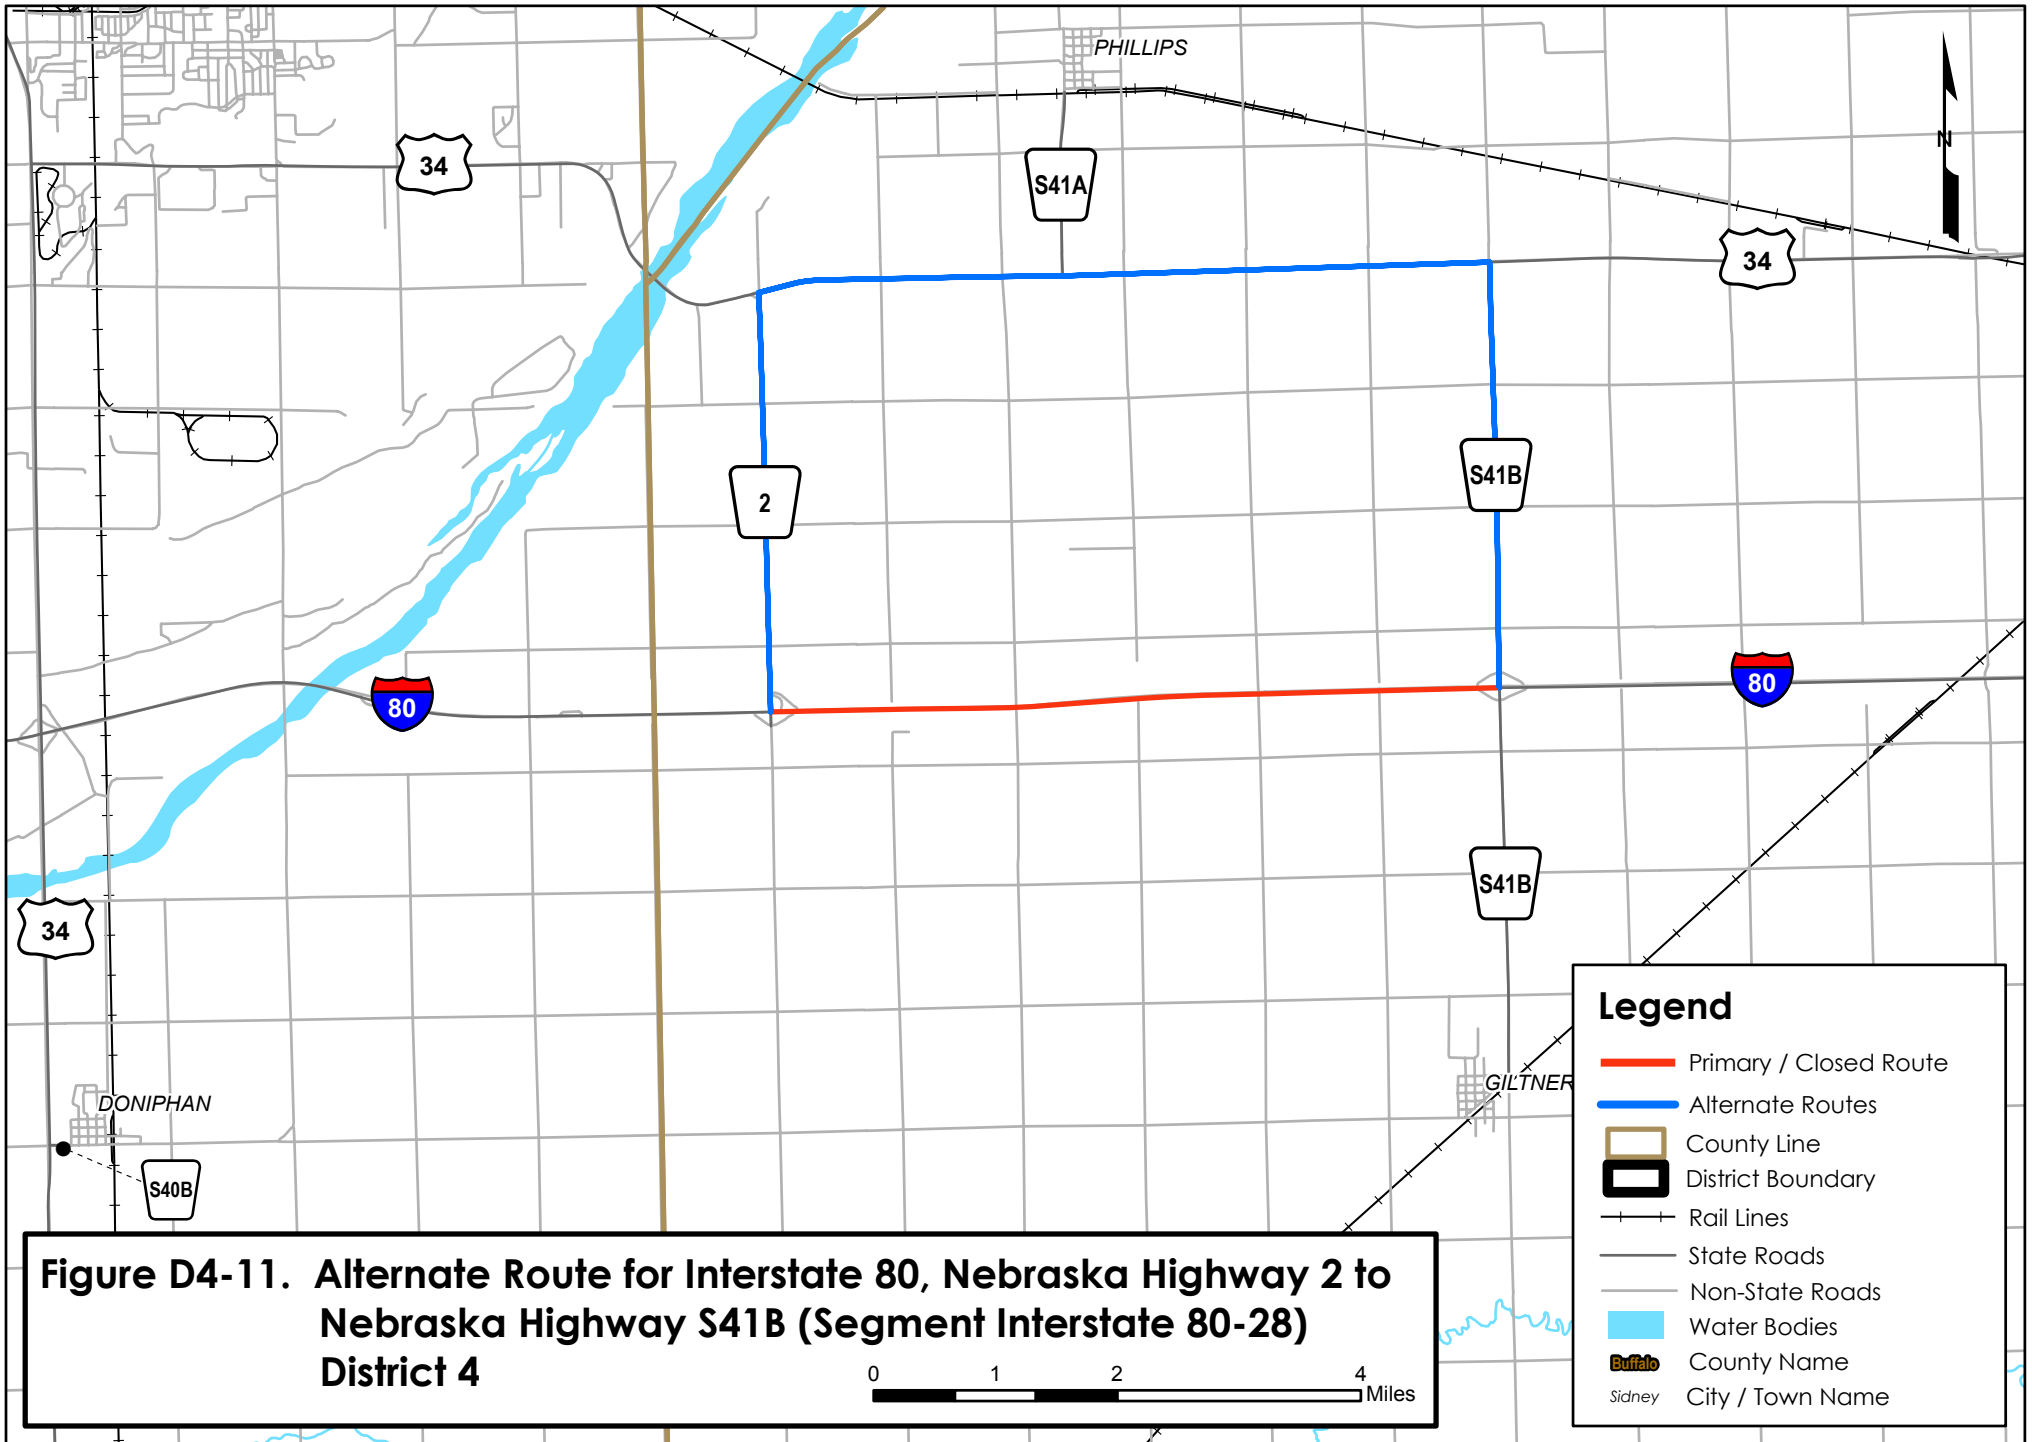 PHILLIPS
34
S41A
N
34
2
S41B
80
80
S41B
34
DONIPHAN
GILTNER
S40B
Legend
Primary / Closed Route
Alternate Routes
County Line
District Boundary
Rail Lines
State Roads
Non-State Roads
Water Bodies
Buffalo County Name
Sidney City / Town Name
Figure D4-11. Alternate Route for Interstate 80, Nebraska Highway 2 to
Nebraska Highway S41B (Segment Interstate 80-28)
District 4
0 1 2 4
Miles